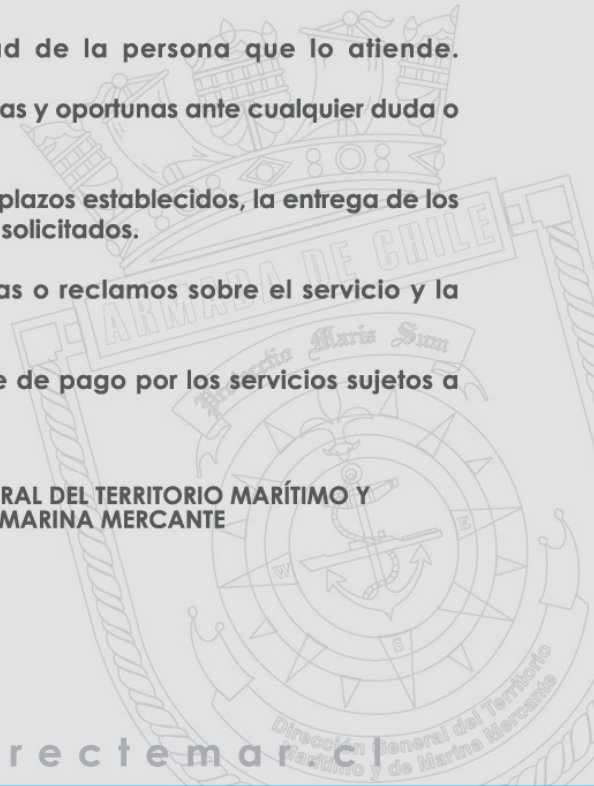 d de la persona que lo atiende.
as y oportunas ante cualquier duda o
plazos establecidos, la entrega de los
solicitados.
ARMADA DE CHILE
as o reclamos sobre el servicio y la
Protectio Maris Sum
e de pago por los servicios sujetos a
RAL DEL TERRITORIO MARÍTIMO Y
MARINA MERCANTE
E
W
S
Dirección General del Territorio
Marítimo y de Marina Mercante
rectemar.cl